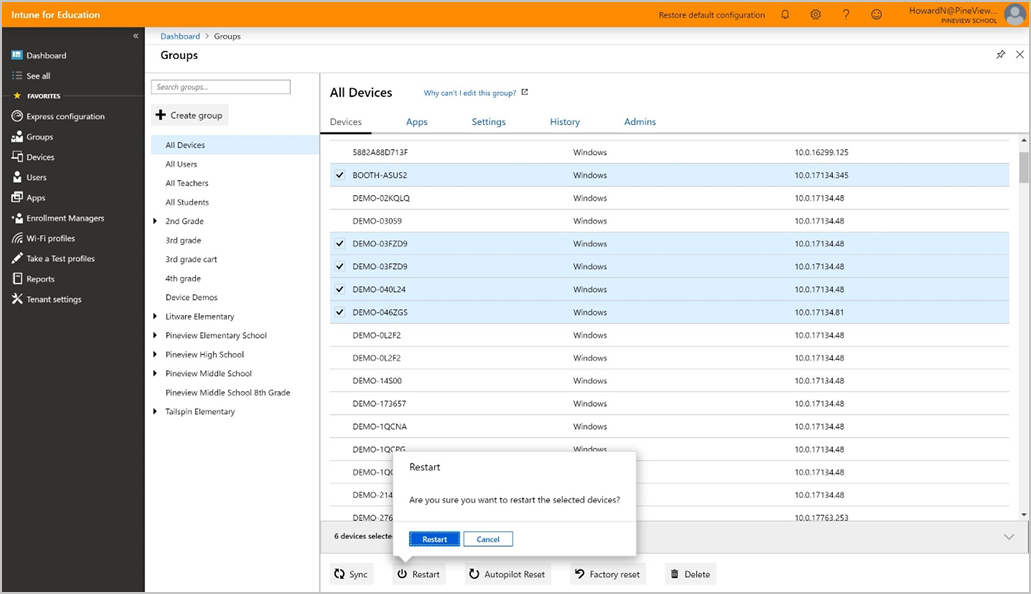 Intune for Education
Restore default configuration
HowardN@PineView...
PINEVIEW SCHOOL
Dashboard
See all
FAVORITES
Express configuration
Groups
Devices
Users
Apps
Enrollment Managers
Wi-Fi profiles
Take a Test profiles
Reports
Tenant settings
Dashboard > Groups
Groups
Search groups...
Create group
All Devices
All Users
All Teachers
All Students
2nd Grade
3rd grade
3rd grade cart
4th grade
Device Demos
Litware Elementary
Pineview Elementary School
Pineview High School
Pineview Middle School
Pineview Middle School 8th Grade
Tailspin Elementary
All Devices Why can't I edit this group?
Devices Apps Settings History Admins
5882A88D713F Windows 10.0.16299.125
BOOTH-ASUS2 Windows 10.0.17134.345
DEMO-02KQLQ Windows 10.0.17134.48
DEMO-03059 Windows 10.0.17134.48
DEMO-03FZD9 Windows 10.0.17134.48
DEMO-03FZD9 Windows 10.0.17134.48
DEMO-040L24 Windows 10.0.17134.48
DEMO-046ZGS Windows 10.0.17134.81
DEMO-0L2F2 Windows 10.0.17134.48
DEMO-0L2F2 Windows 10.0.17134.48
DEMO-14S00 Windows 10.0.17134.48
DEMO-173657 Windows 10.0.17134.48
DEMO-1QCNA Windows 10.0.17134.48
DEMO-1QCPG Windows 10.0.17134.48
DEMO-1QC 10.0.17134.48
DEMO-214 10.0.17134.48
DEMO-276 10.0.17763.253
Restart
Are you sure you want to restart the selected devices?
Restart Cancel
6 devices selecte
Sync Restart Autopilot Reset Factory reset Delete